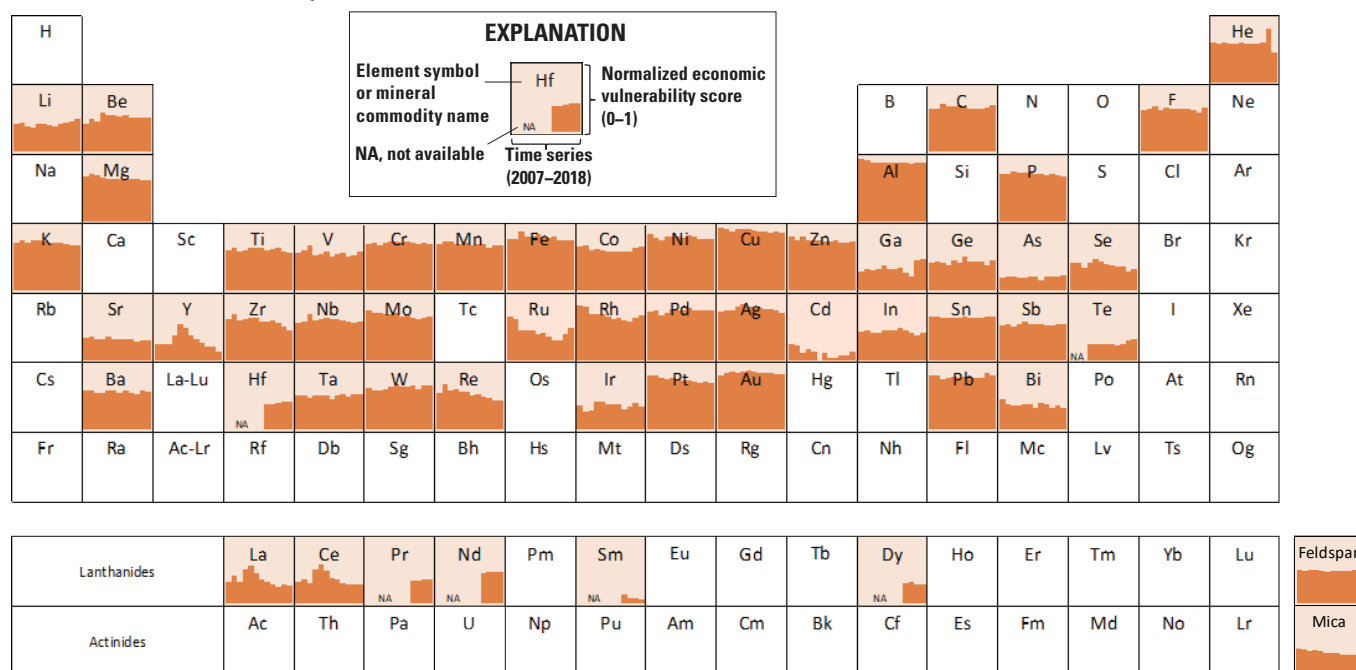 H
EXPLANATION
He
Element symbol
or mineral
commodity name
Hf
NA
Normalized economic
vulnerability score
(0–1)
NA, not available
Time series
(2007–2018)
Li Be B C N O F Ne
Na Mg Al Si P S Cl Ar
K Ca Sc Ti V Cr Mn Fe Co Ni Cu Zn Ga Ge As Se Br Kr
Rb Sr Y Zr Nb Mo Tc Ru Rh Pd Ag Cd In Sn Sb Te I Xe
NA
Cs Ba La-Lu Hf Ta W Re Os Ir Pt Au Hg Tl Pb Bi Po At Rn
NA
Fr Ra Ac-Lr Rf Db Sg Bh Hs Mt Ds Rg Cn Nh Fl Mc Lv Ts Og
Lanthanides La Ce Pr Nd Pm Sm Eu Gd Tb Dy Ho Er Tm Yb Lu Feldspar
NA NA NA NA
Actinides Ac Th Pa U Np Pu Am Cm Bk Cf Es Fm Md No Lr Mica